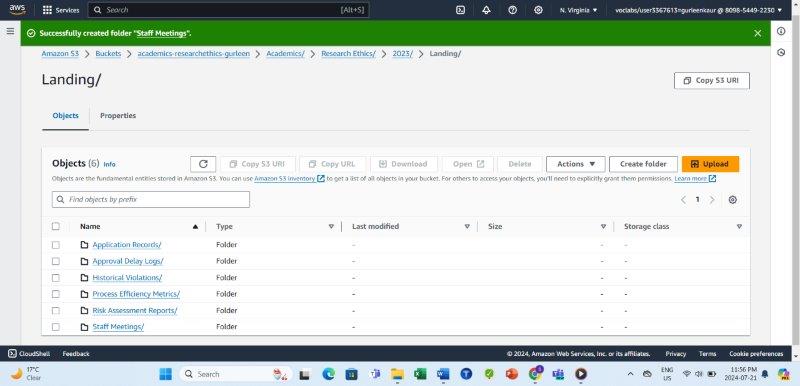 aws
Services
Search
[Alt+S]
N. Virginia
voclabs/user3367613=gurleenkaur @ 8098-5449-2230
Successfully created folder "Staff Meetings".
Amazon S3 > Buckets > academics-researchethics-gurleen > Academics/ > Research Ethics/ > 2023/ > Landing/
Landing/
Copy S3 URI
Objects
Properties
Objects (6) Info
Copy S3 URI
Copy URL
Download
Open
Delete
Actions
Create folder
Upload
Objects are the fundamental entities stored in Amazon S3. You can use Amazon S3 inventory to get a list of all objects in your bucket. For others to access your objects, you'll need to explicitly grant them permissions. Learn more
Find objects by prefix
1
Name Type Last modified Size Storage class
Application Records/ Folder - - -
Approval Delay Logs/ Folder - - -
Historical Violations/ Folder - - -
Process Efficiency Metrics/ Folder - - -
Risk Assessment Reports/ Folder - - -
Staff Meetings/ Folder - - -
CloudShell Feedback
© 2024, Amazon Web Services, Inc. or its affiliates. Privacy Terms Cookie preferences
17°C
Clear
Search
ENG
US
11:56 PM
2024-07-21